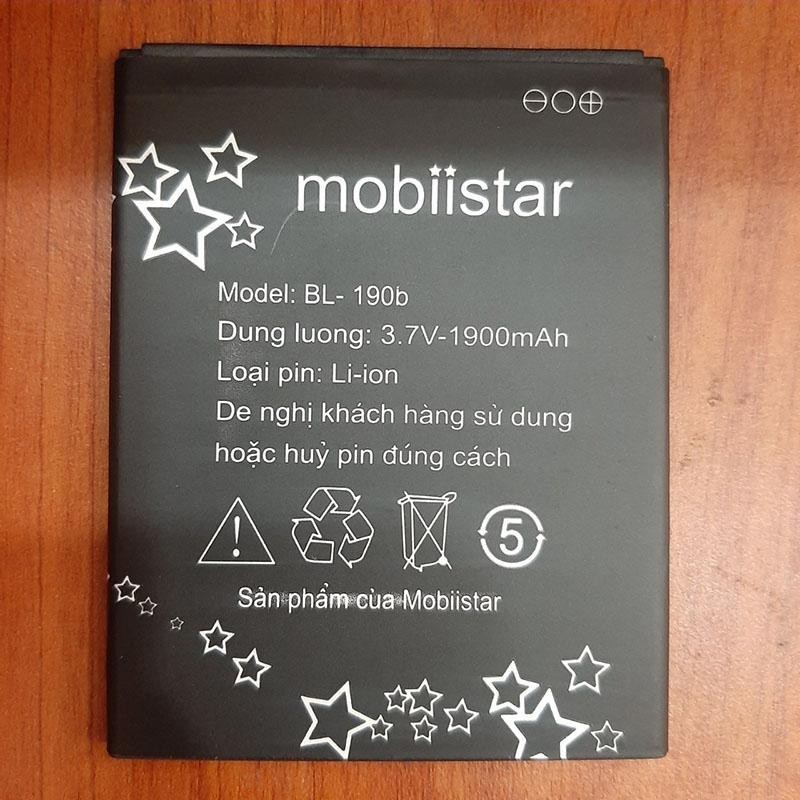 mobiistar
Model: BL- 190b
Dung luong: 3.7V-1900mAh
Loại pin: Li-ion
De nghị khách hàng sử dung
hoặc huỷ pin đúng cách
5
Sản phẩm của Mobiistar